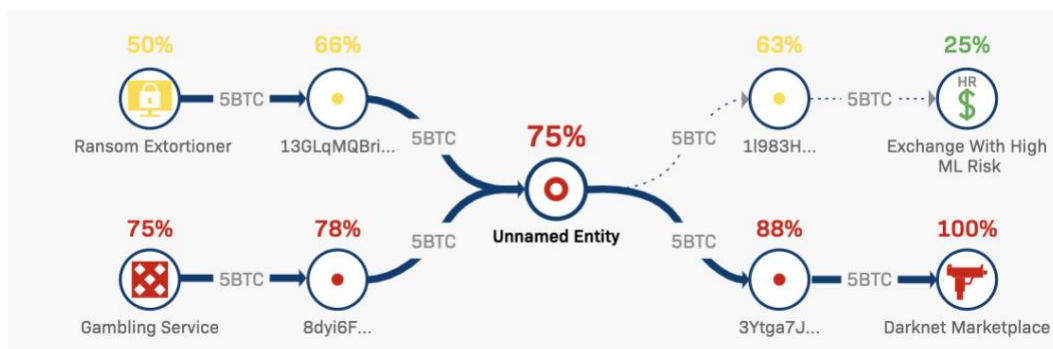 50%
66%
63%
25%
HR
5BTC
5BTC
Ransom Extortioner
13GLqMQBri...
5BTC
75%
5BTC
1l983H...
Exchange With High
ML Risk
75%
78%
5BTC
Unnamed Entity
5BTC
88%
100%
5BTC
5BTC
Gambling Service
8dyi6F...
3Ytga7J...
Darknet Marketplace